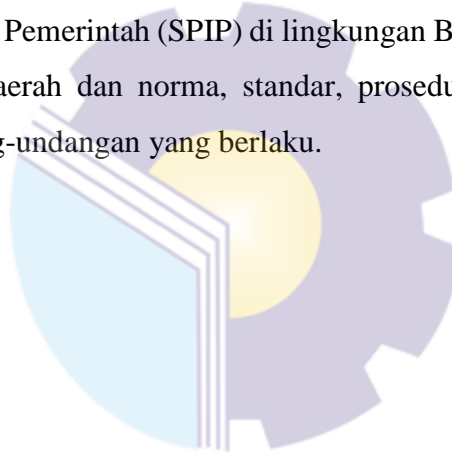 Pemerintah (SPIP) di lingkungan B
aerah dan norma, standar, prosedu
g-undangan yang berlaku.